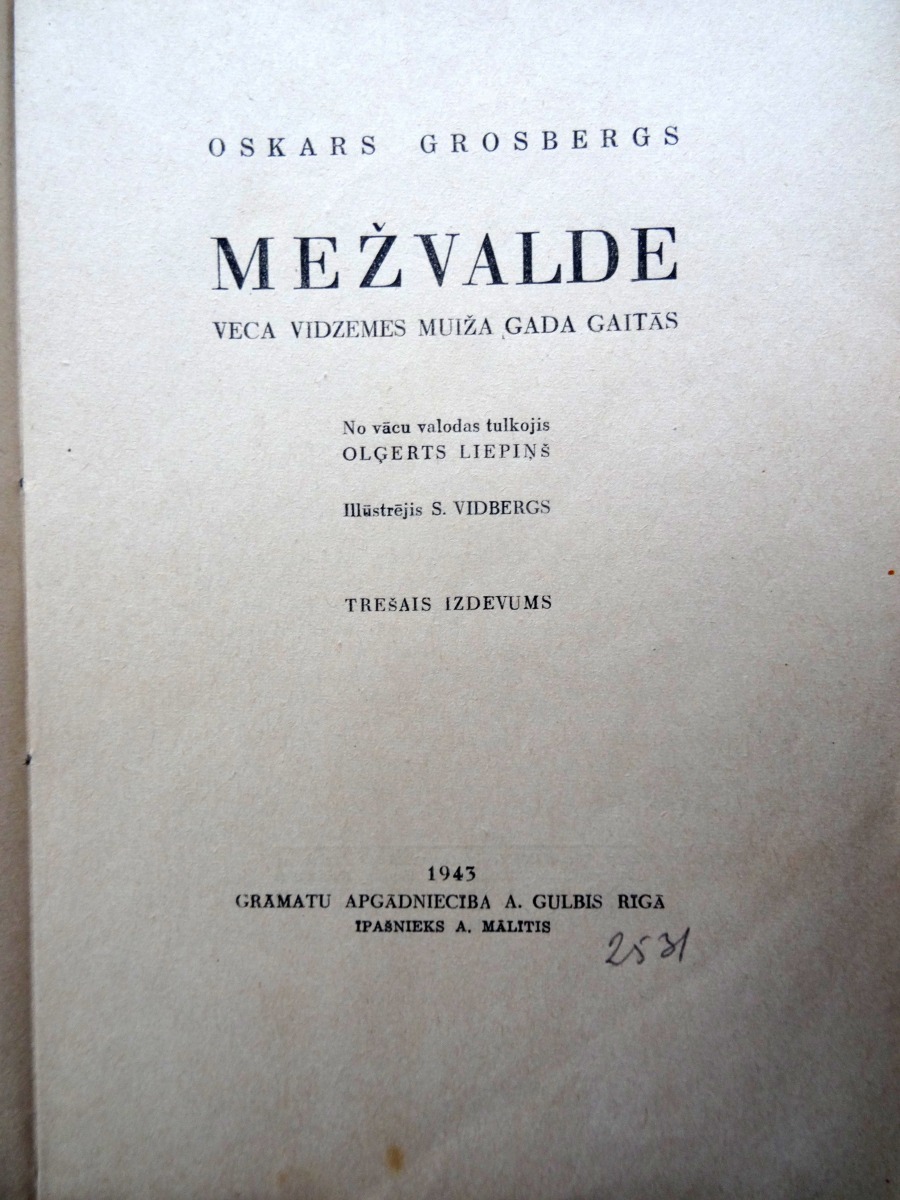 OSKARS GROSBERGS
MEŽVALDE
VECA VIDZEMES MUIŽA GADA GAITĀS
No vācu valodas tulkojis
OLĢERTS LIEPIŅŠ
Illūstrējis S. VIDBERGS
TREŠAIS IZDEVUMS
1943
GRĀMATU APGĀDNIECĪBA A. GULBIS RĪGĀ
ĪPAŠNIEKS A. MĀLĪTIS
2531